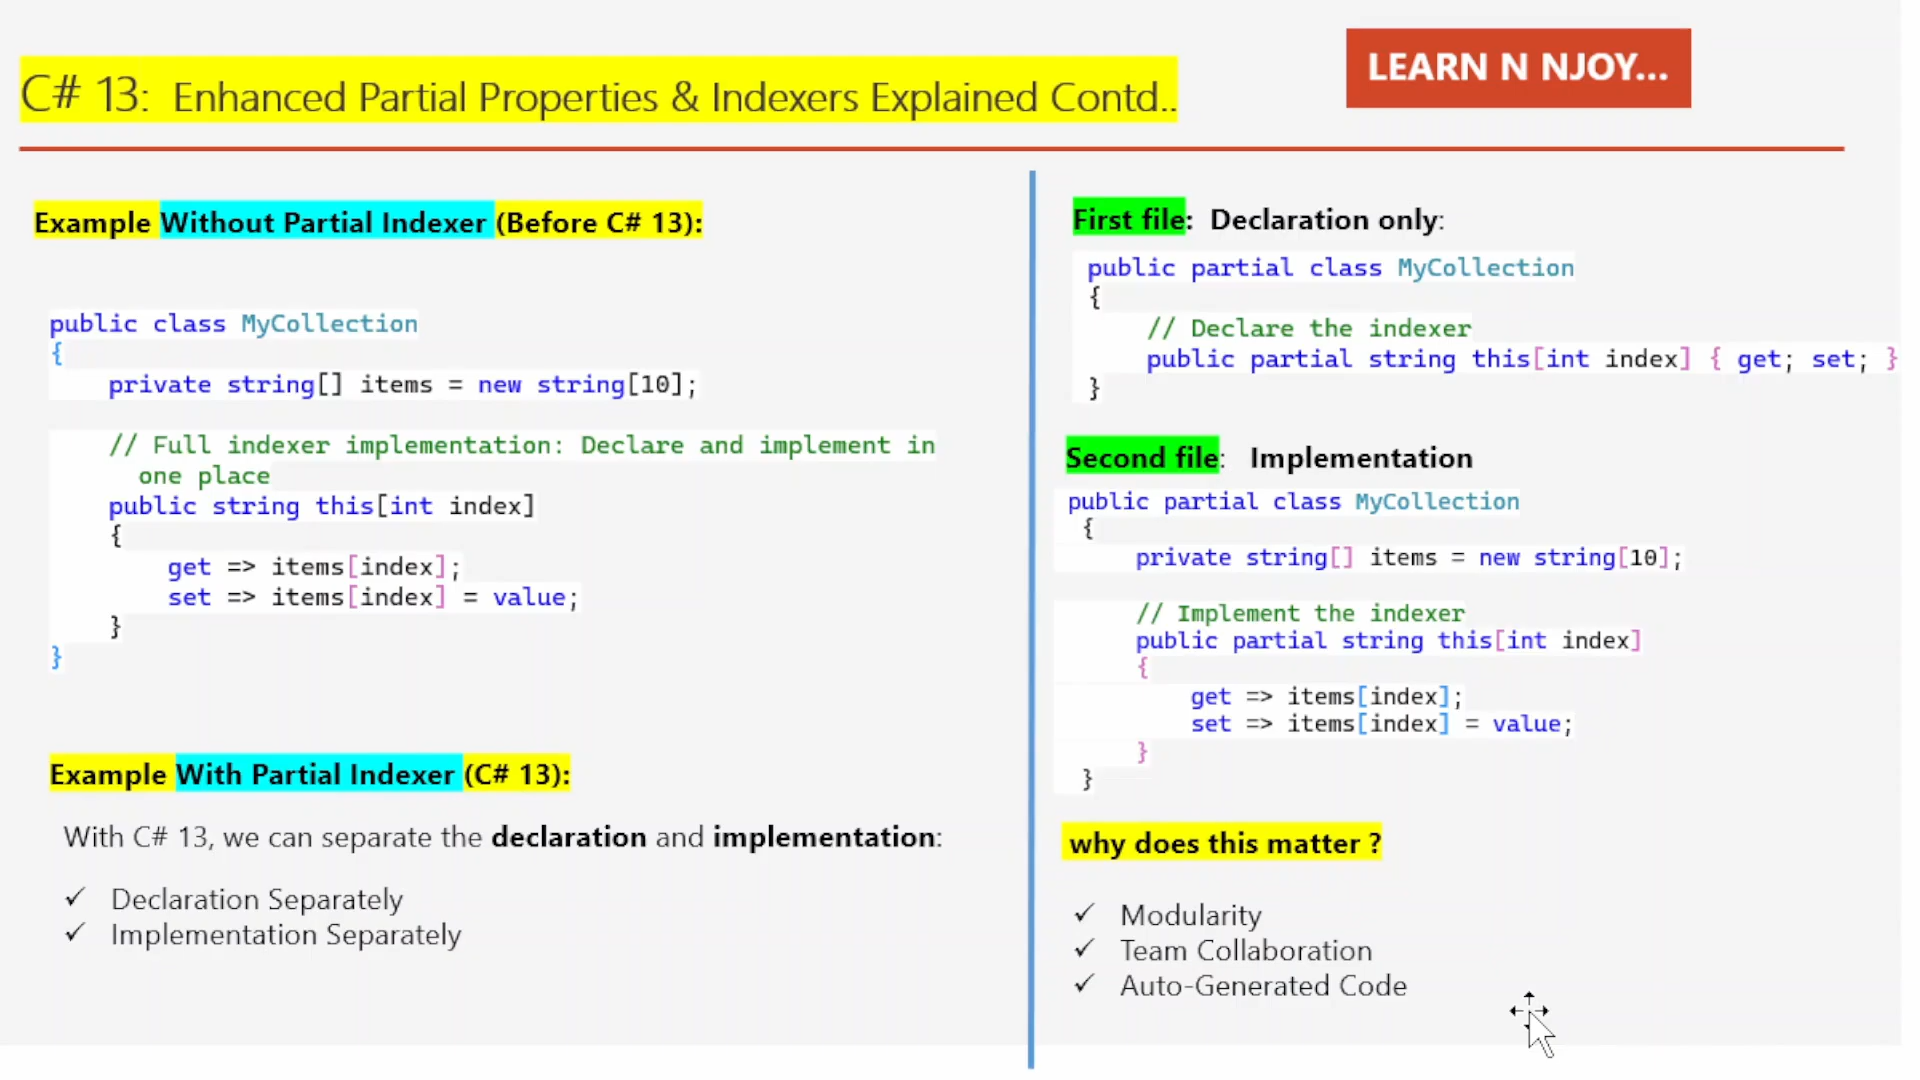 C# 13: Enhanced Partial Properties & Indexers Explained Contd..
LEARN N NJOY...
Example Without Partial Indexer (Before C# 13):
public class MyCollection
{
    private string[] items = new string[10];
    // Full indexer implementation: Declare and implement in
      one place
    public string this[int index]
    {
        get => items[index];
        set => items[index] = value;
    }
}
Example With Partial Indexer (C# 13):
With C# 13, we can separate the declaration and implementation:
✓ Declaration Separately
✓ Implementation Separately
First file: Declaration only:
public partial class MyCollection
{
    // Declare the indexer
    public partial string this[int index] { get; set; }
}
Second file: Implementation
public partial class MyCollection
{
    private string[] items = new string[10];
    // Implement the indexer
    public partial string this[int index]
    {
        get => items[index];
        set => items[index] = value;
    }
}
why does this matter ?
✓ Modularity
✓ Team Collaboration
✓ Auto-Generated Code